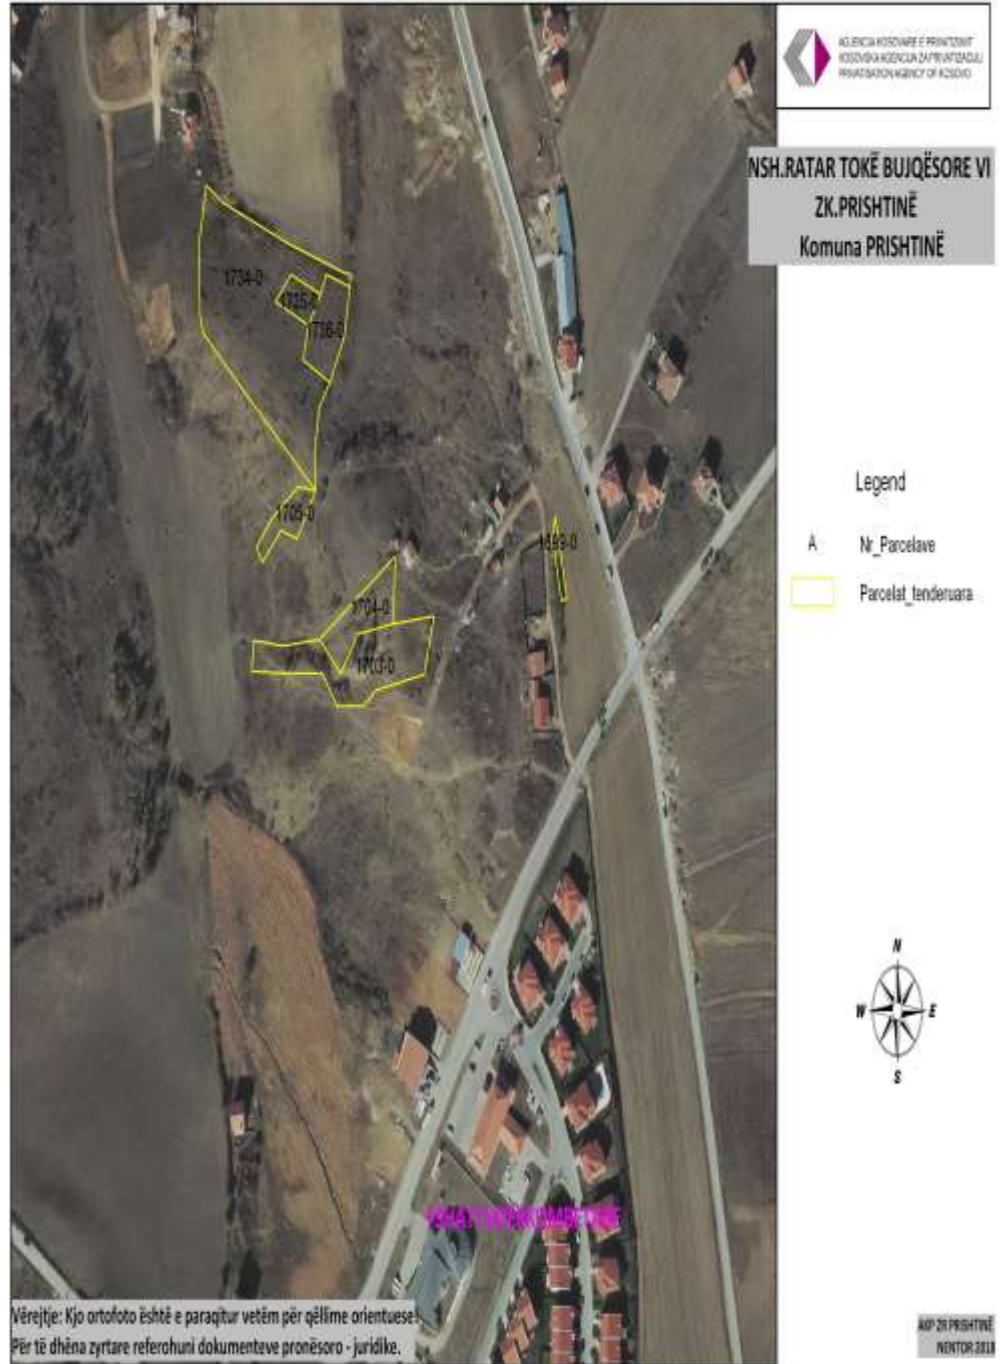 AGJENCIA KOSOVARE E PRIVATIZIMIT
KOSOVSKA AGENCIJA ZA PRIVATIZACIJU
PRIVATISATION AGENCY OF KOSOVO
NSH.RATAR TOKË BUJQËSORE VI
ZK.PRISHTINË
Komuna PRISHTINË
1734-0
1735-0
1736-0
1705-0
1699-0
1704-0
1703-0
Legend
A Nr_Parcelave
Parcelat_tenderuara
N
W E
S
Vërejtje: Kjo ortofoto është e paraqitur vetëm për qëllime orientuese!
Për të dhëna zyrtare referohuni dokumenteve pronësoro - juridike.
AKP ZR PRISHTINË
NENTOR 2018